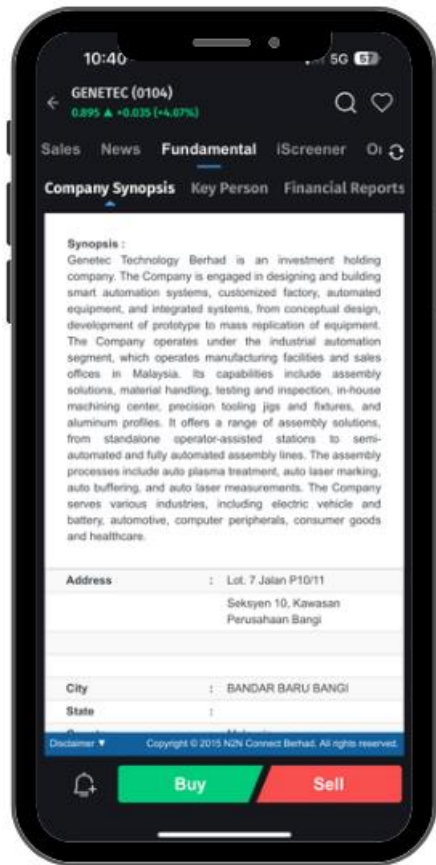 10:40
5G 57
GENETEC (0104)
0.895 ▲ +0.035 (+4.07%)
Sales News Fundamental iScreener
Company Synopsis Key Person Financial Reports
Synopsis :
Genetec Technology Berhad is an investment holding
company. The Company is engaged in designing and building
smart automation systems, customized factory, automated
equipment, and integrated systems, from conceptual design,
development of prototype to mass replication of equipment.
The Company operates under the industrial automation
segment, which operates manufacturing facilities and sales
offices in Malaysia. Its capabilities include assembly
solutions, material handling, testing and inspection, in-house
machining center, precision tooling jigs and fixtures, and
aluminum profiles. It offers a range of assembly solutions,
from standalone operator-assisted stations to semi-
automated and fully automated assembly lines. The assembly
processes include auto plasma treatment, auto laser marking,
auto buffering, and auto laser measurements. The Company
serves various industries, including electric vehicle and
battery, automotive, computer peripherals, consumer goods
and healthcare.
Address : Lot. 7 Jalan P10/11
Seksyen 10, Kawasan
Perusahaan Bangi
City : BANDAR BARU BANGI
State :
Disclaimer ▼ Copyright © 2015 N2N Connect Berhad. All rights reserved.
Buy Sell